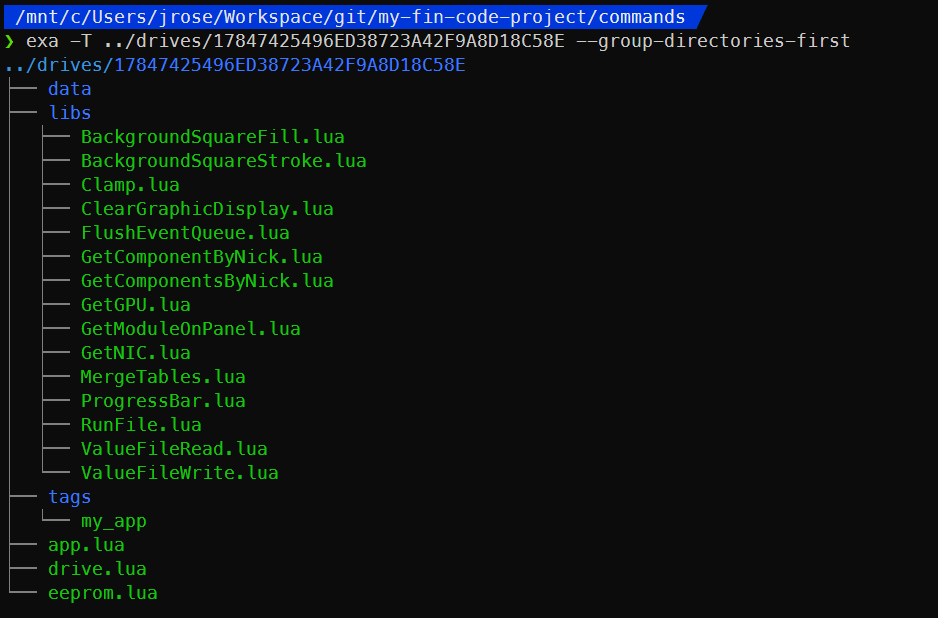 /mnt/c/Users/jrose/Workspace/git/my-fin-code-project/commands
❯ exa -T ../drives/17847425496ED38723A42F9A8D18C58E --group-directories-first
../drives/17847425496ED38723A42F9A8D18C58E
├── data
├── libs
│  ├── BackgroundSquareFill.lua
│  ├── BackgroundSquareStroke.lua
│  ├── Clamp.lua
│  ├── ClearGraphicDisplay.lua
│  ├── FlushEventQueue.lua
│  ├── GetComponentByNick.lua
│  ├── GetComponentsByNick.lua
│  ├── GetGPU.lua
│  ├── GetModuleOnPanel.lua
│  ├── GetNIC.lua
│  ├── MergeTables.lua
│  ├── ProgressBar.lua
│  ├── RunFile.lua
│  ├── ValueFileRead.lua
│  └── ValueFileWrite.lua
├── tags
│  └── my_app
├── app.lua
├── drive.lua
└── eeprom.lua